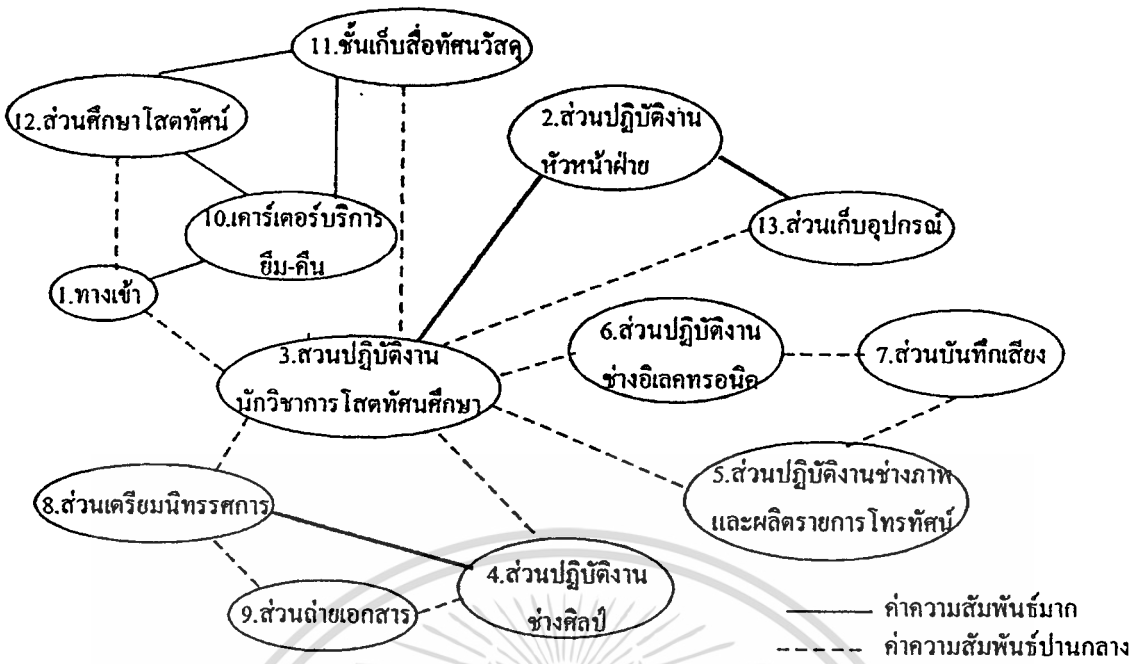 11.ชั้นเก็บสื่อทัศนวัสดุ
12.ส่วนศึกษาโสตทัศน์
2.ส่วนปฏิบัติงาน
หัวหน้าฝ่าย
10.เคาร์เตอร์บริการ
ยืม-คืน
13.ส่วนเก็บอุปกรณ์
1.ทางเข้า
3.ส่วนปฏิบัติงาน
นักวิชาการโสตทัศนศึกษา
6.ส่วนปฏิบัติงาน
ช่างอิเลคทรอนิค
7.ส่วนบันทึกเสียง
5.ส่วนปฏิบัติงานช่างภาพ
และผลิตรายการโทรทัศน์
8.ส่วนเตรียมนิทรรศการ
4.ส่วนปฏิบัติงาน
ช่างศิลป์
9.ส่วนถ่ายเอกสาร
ค่าความสัมพันธ์มาก
ค่าความสัมพันธ์ปานกลาง